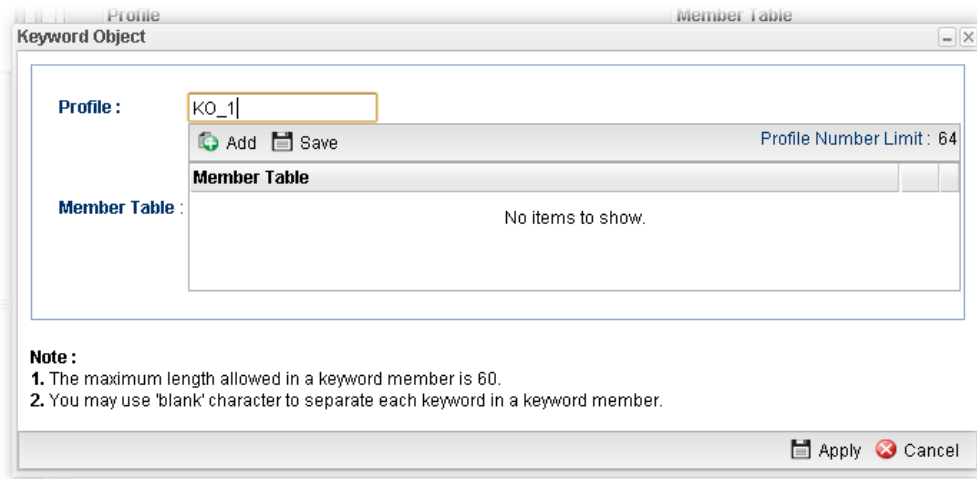 Profile Member Table
Keyword Object
Profile : KO_1
Add Save Profile Number Limit : 64
Member Table
Member Table :
No items to show.
Note :
1. The maximum length allowed in a keyword member is 60.
2. You may use 'blank' character to separate each keyword in a keyword member.
Apply Cancel